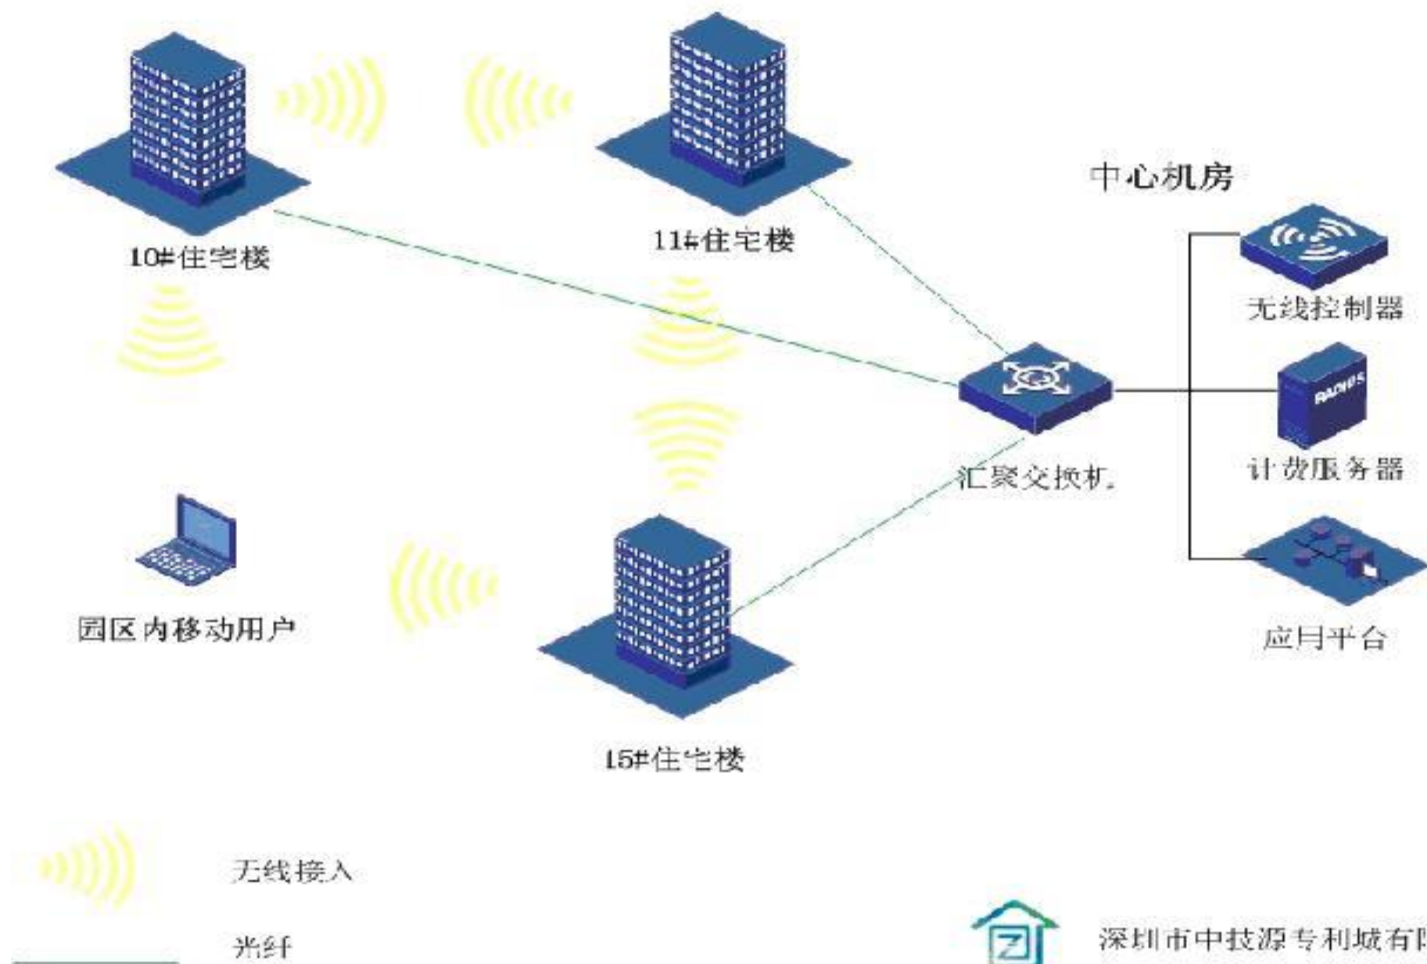 中心机房
10#住宅楼
11#住宅楼
无线控制器
RADIUS
汇聚交换机
计费服务器
园区内移动用户
应用平台
15#住宅楼
无线接入
光纤
深圳市中技源专利城有限